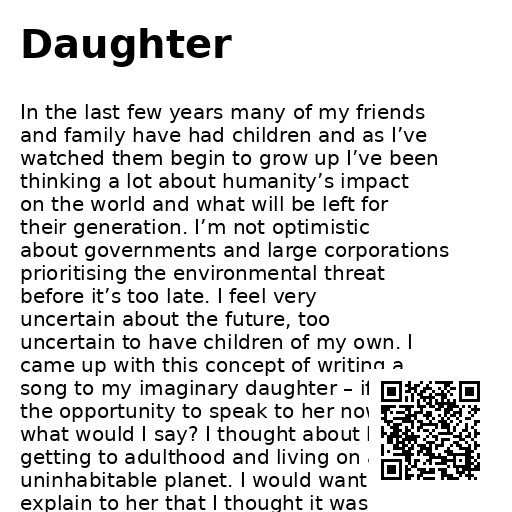 Daughter
In the last few years many of my friends
and family have had children and as I’ve
watched them begin to grow up I’ve been
thinking a lot about humanity’s impact
on the world and what will be left for
their generation. I’m not optimistic
about governments and large corporations
prioritising the environmental threat
before it’s too late. I feel very
uncertain about the future, too
uncertain to have children of my own. I
came up with this concept of writing a
song to my imaginary daughter – if
the opportunity to speak to her now
what would I say? I thought about
getting to adulthood and living on
uninhabitable planet. I would want
explain to her that I thought it was